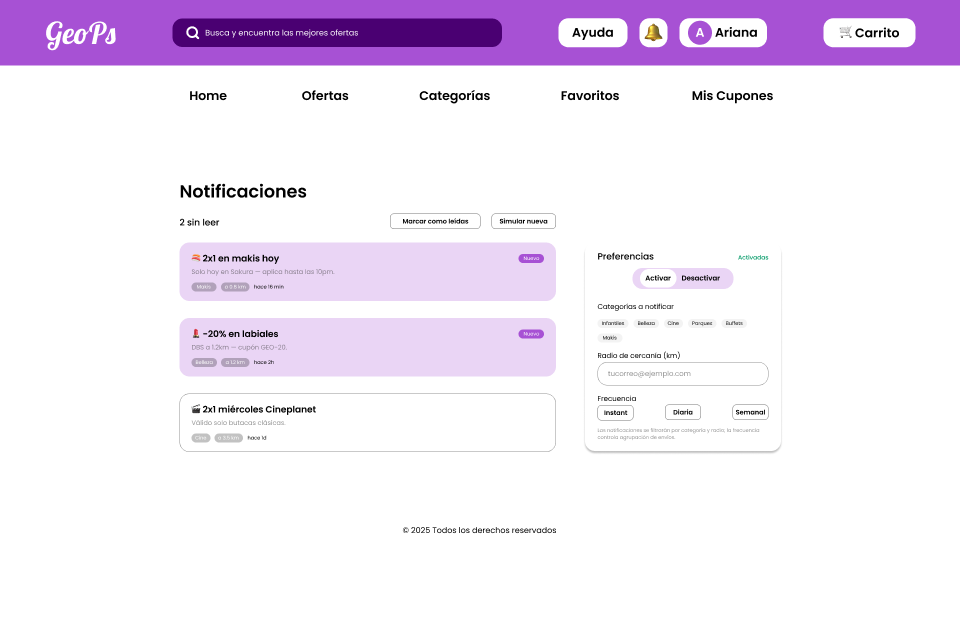 GeoPs
Busca y encuentra las mejores ofertas
Ayuda
A Ariana
Carrito
Home Ofertas Categorías Favoritos Mis Cupones
Notificaciones
2 sin leer
Marcar como leídas
Simular nueva
2x1 en makis hoy
Nuevo
Solo hoy en Sakura — aplica hasta las 10pm.
Makis a 0.8 km hace 16 min
-20% en labiales
Nuevo
DBS a 1.2km — cupón GEO-20.
Belleza a 1.2 km hace 2h
2x1 miércoles Cineplanet
Válido solo butacas clásicas.
Cine a 3.5 km hace 1d
Preferencias
Activadas
Activar Desactivar
Categorías a notificar
Infantiles Belleza Cine Parques Buffets
Makis
Radio de cercanía (km)
tucorreo@ejemplo.com
Frecuencia
Instant Diaria Semanal
Las notificaciones se filtrarán por categoría y radio, la frecuencia
controla agrupación de envíos.
© 2025 Todos los derechos reservados